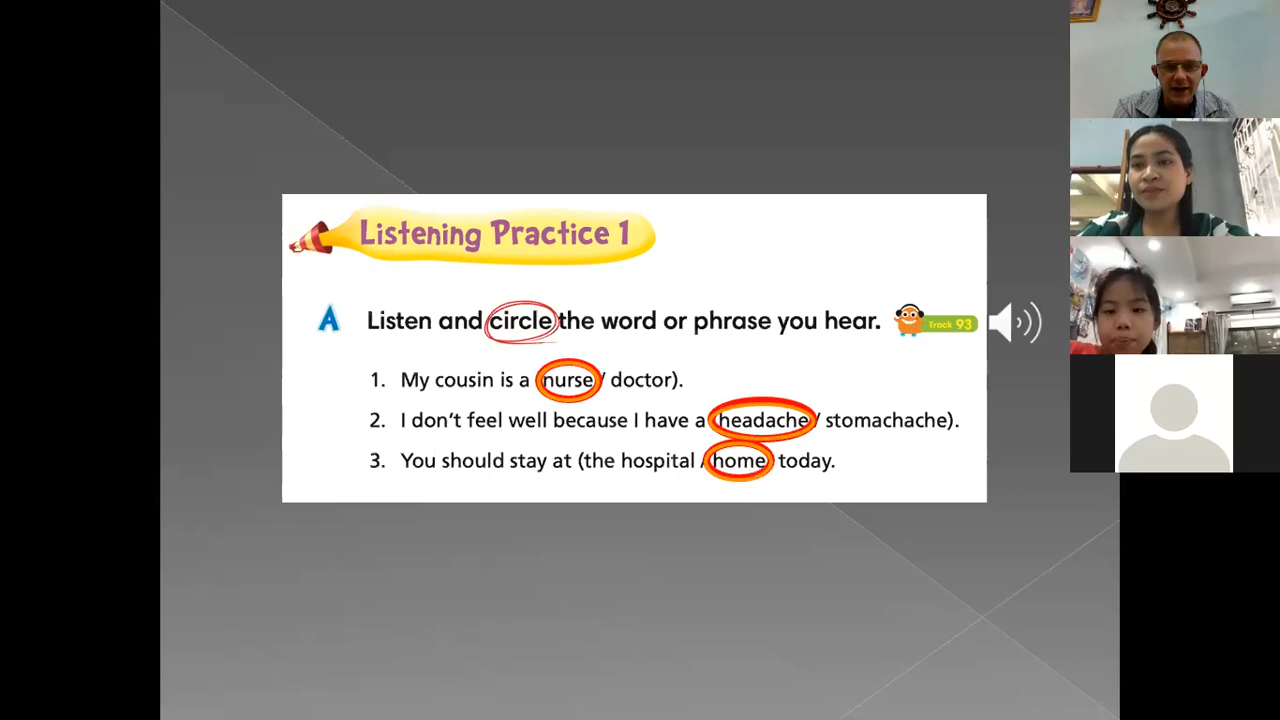 Listening Practice 1
A Listen and circle the word or phrase you hear. Track 93
1. My cousin is a nurse / doctor).
2. I don't feel well because I have a headache / stomachache).
3. You should stay at (the hospital / home today.